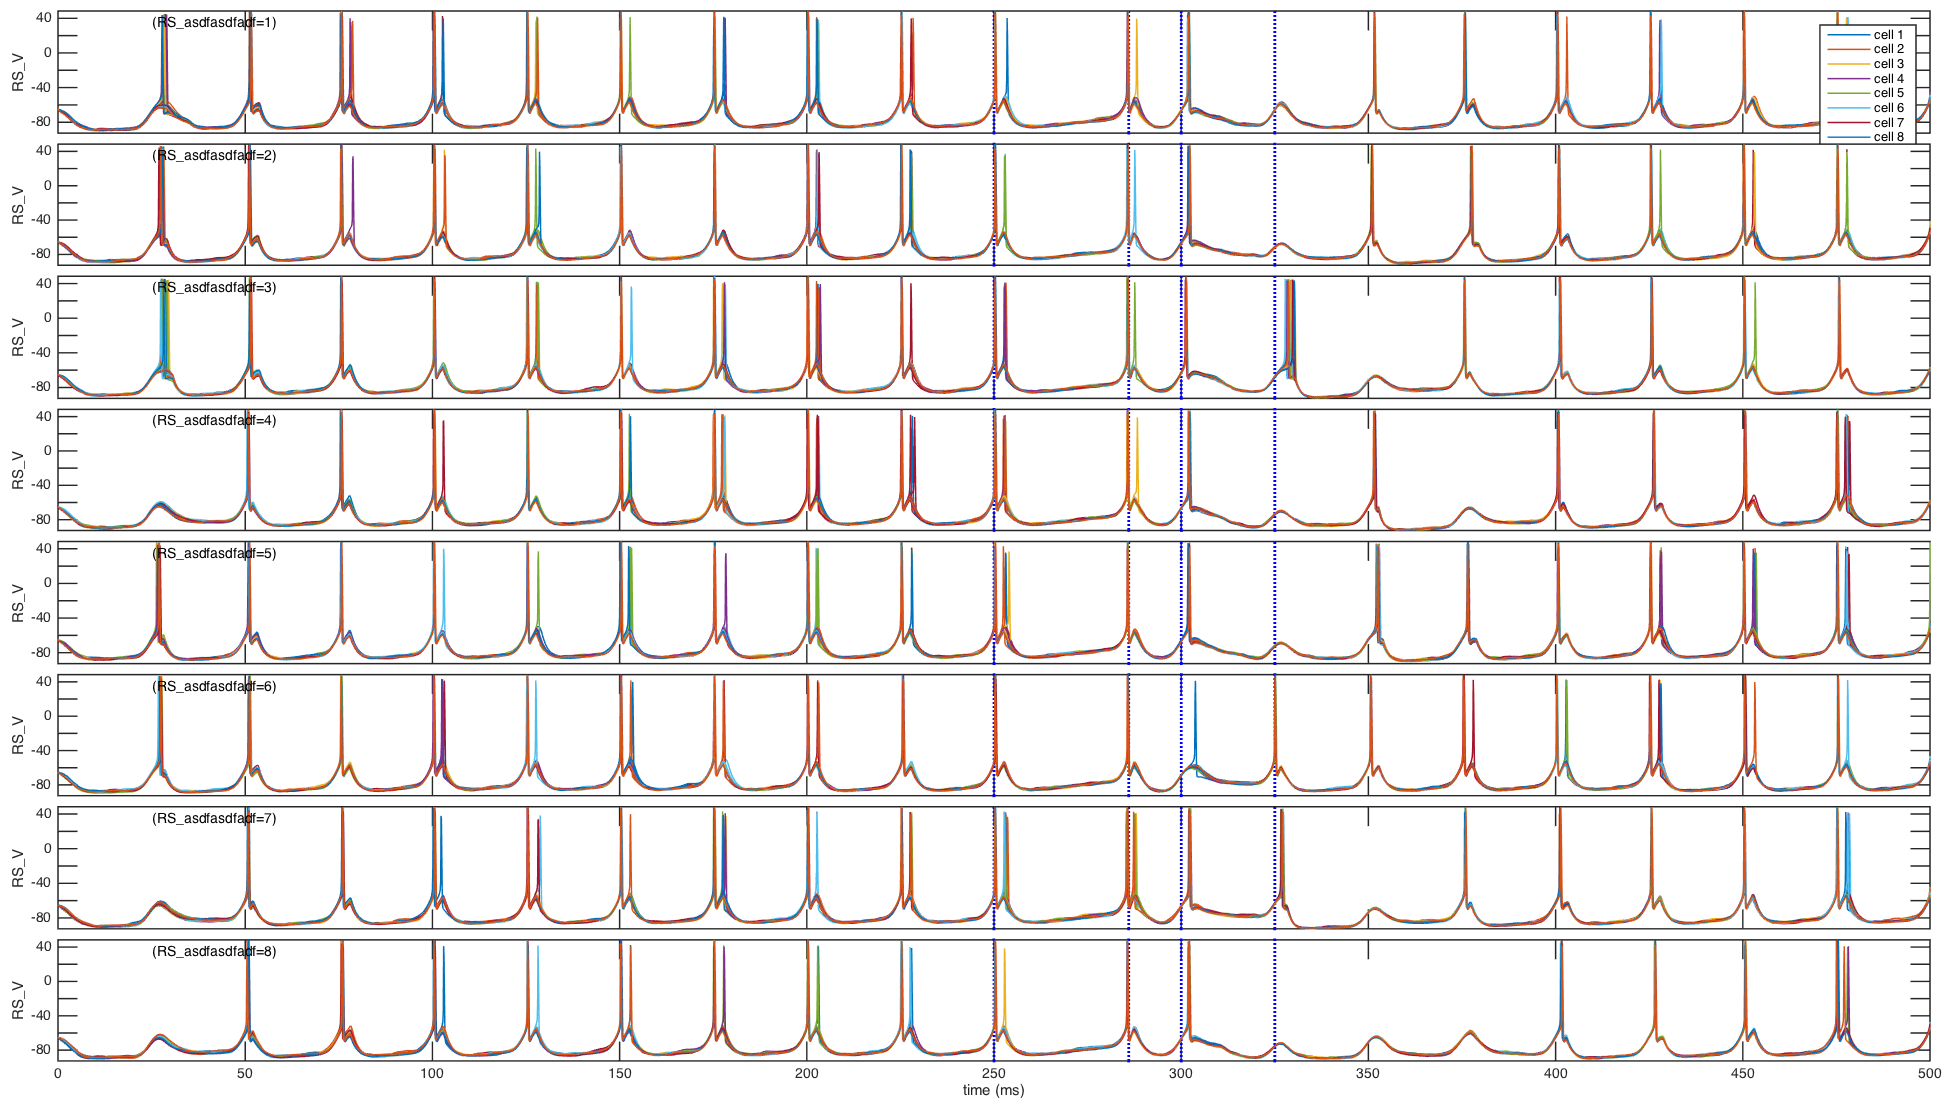 (RS_asdfasdfadf=1)
40
0
-40
-80
RS_V
cell 1
cell 2
cell 3
cell 4
cell 5
cell 6
cell 7
cell 8
(RS_asdfasdfadf=2)
40
0
-40
-80
RS_V
(RS_asdfasdfadf=3)
40
0
-40
-80
RS_V
(RS_asdfasdfadf=4)
40
0
-40
-80
RS_V
(RS_asdfasdfadf=5)
40
0
-40
-80
RS_V
(RS_asdfasdfadf=6)
40
0
-40
-80
RS_V
(RS_asdfasdfadf=7)
40
0
-40
-80
RS_V
(RS_asdfasdfadf=8)
40
0
-40
-80
RS_V
0 50 100 150 200 250 300 350 400 450 500
time (ms)